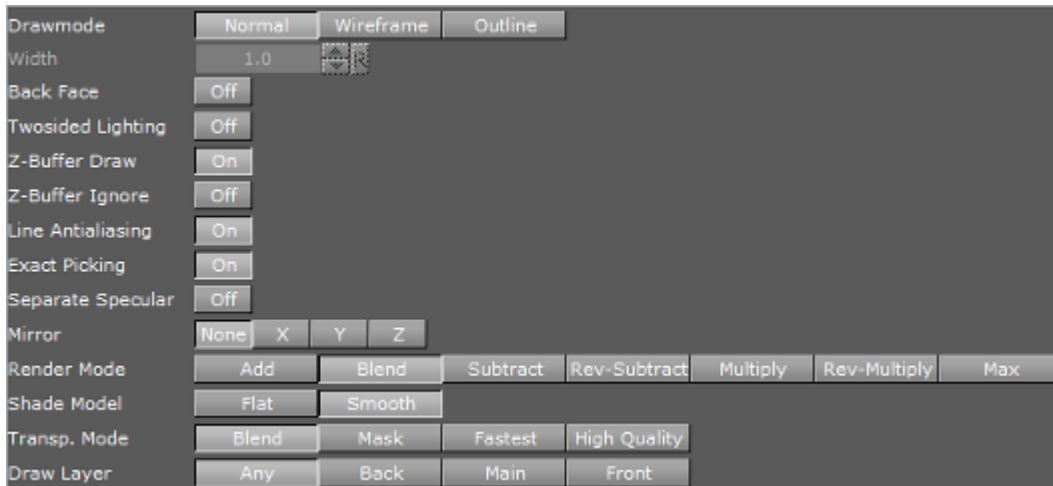 Drawmode Normal Wireframe Outline
Width 1.0 R
Back Face Off
Twosided Lighting Off
Z-Buffer Draw On
Z-Buffer Ignore Off
Line Antialiasing On
Exact Picking On
Separate Specular Off
Mirror None X Y Z
Render Mode Add Blend Subtract Rev-Subtract Multiply Rev-Multiply Max
Shade Model Flat Smooth
Transp. Mode Blend Mask Fastest High Quality
Draw Layer Any Back Main Front